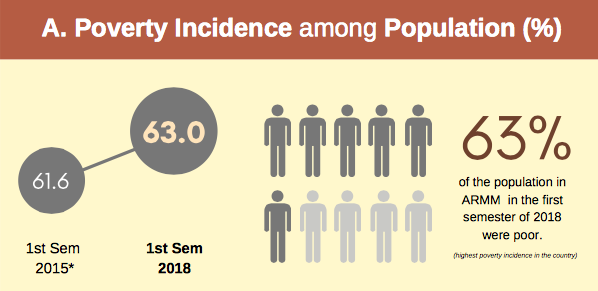 A. Poverty Incidence among Population (%)
61.6
63.0
1st Sem
2015*
1st Sem
2018
63%
of the population in
ARMM in the first
semester of 2018
were poor.
(highest poverty incidence in the country)